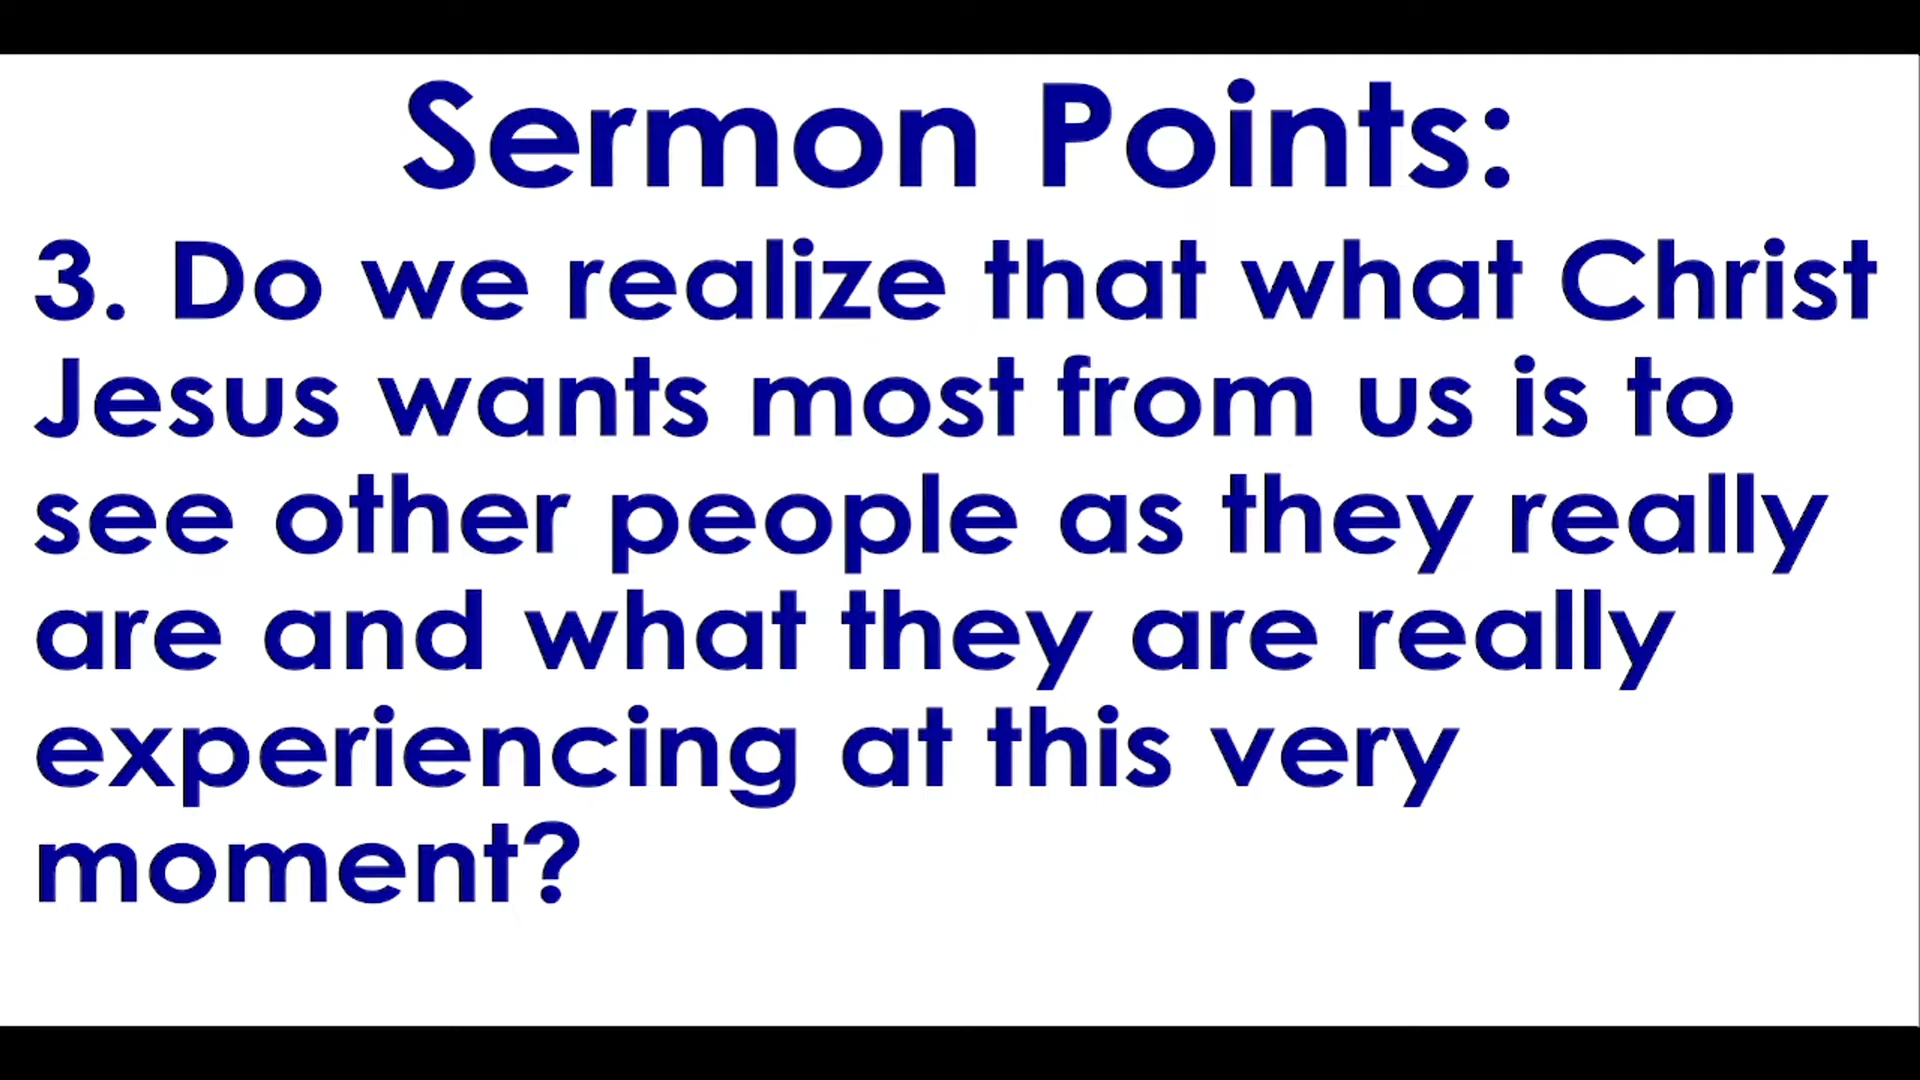 Sermon Points:
3. Do we realize that what Christ
Jesus wants most from us is to
see other people as they really
are and what they are really
experiencing at this very
moment?